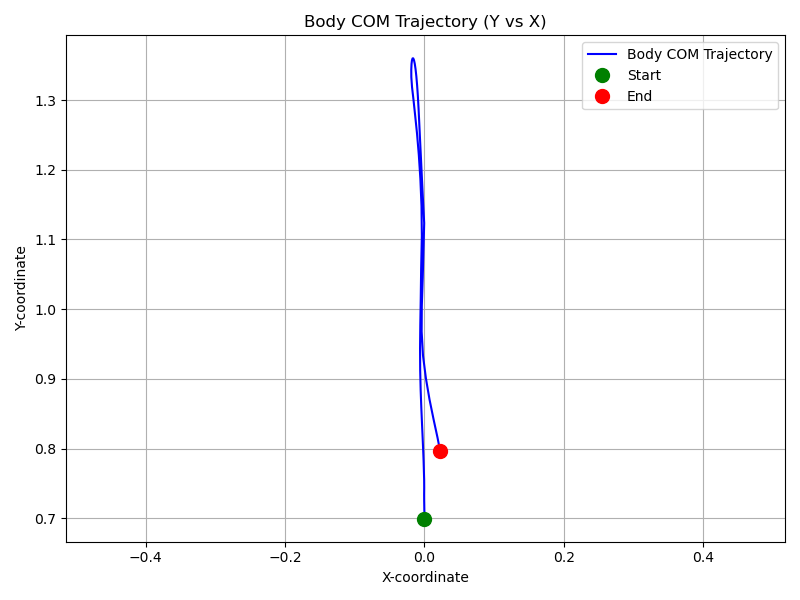 Body COM Trajectory (Y vs X)
Body COM Trajectory
Start
End
Y-coordinate
1.3
1.2
1.1
1.0
0.9
0.8
0.7
−0.4 −0.2 0.0 0.2 0.4
X-coordinate